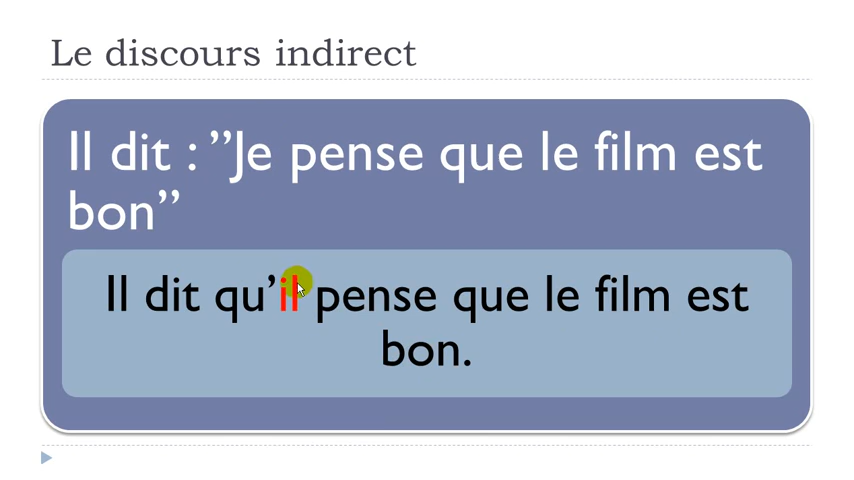 Le discours indirect
Il dit : ”Je pense que le film est
bon”
Il dit qu’il pense que le film est
bon.